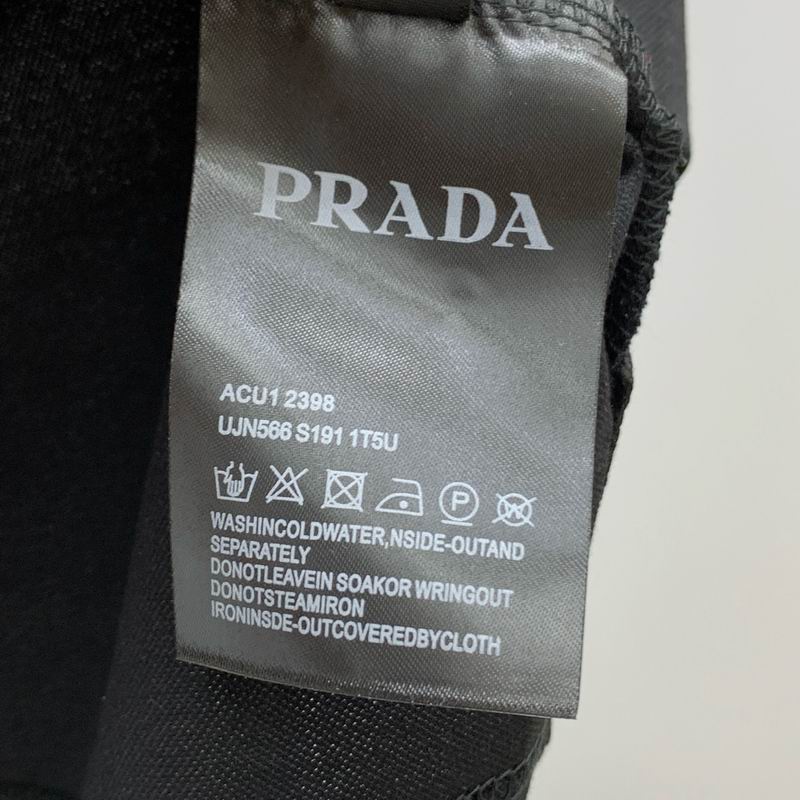 PRADA
ACU1 2398
UJN566 S191 1T5U
P
W
WASHINCOLDWATER,NSIDE-OUTAND
SEPARATELY
DONOTLEAVEIN SOAKOR WRINGOUT
DONOTSTEAMIRON
IRONINSDE-OUTCOVEREDBYCLOTH